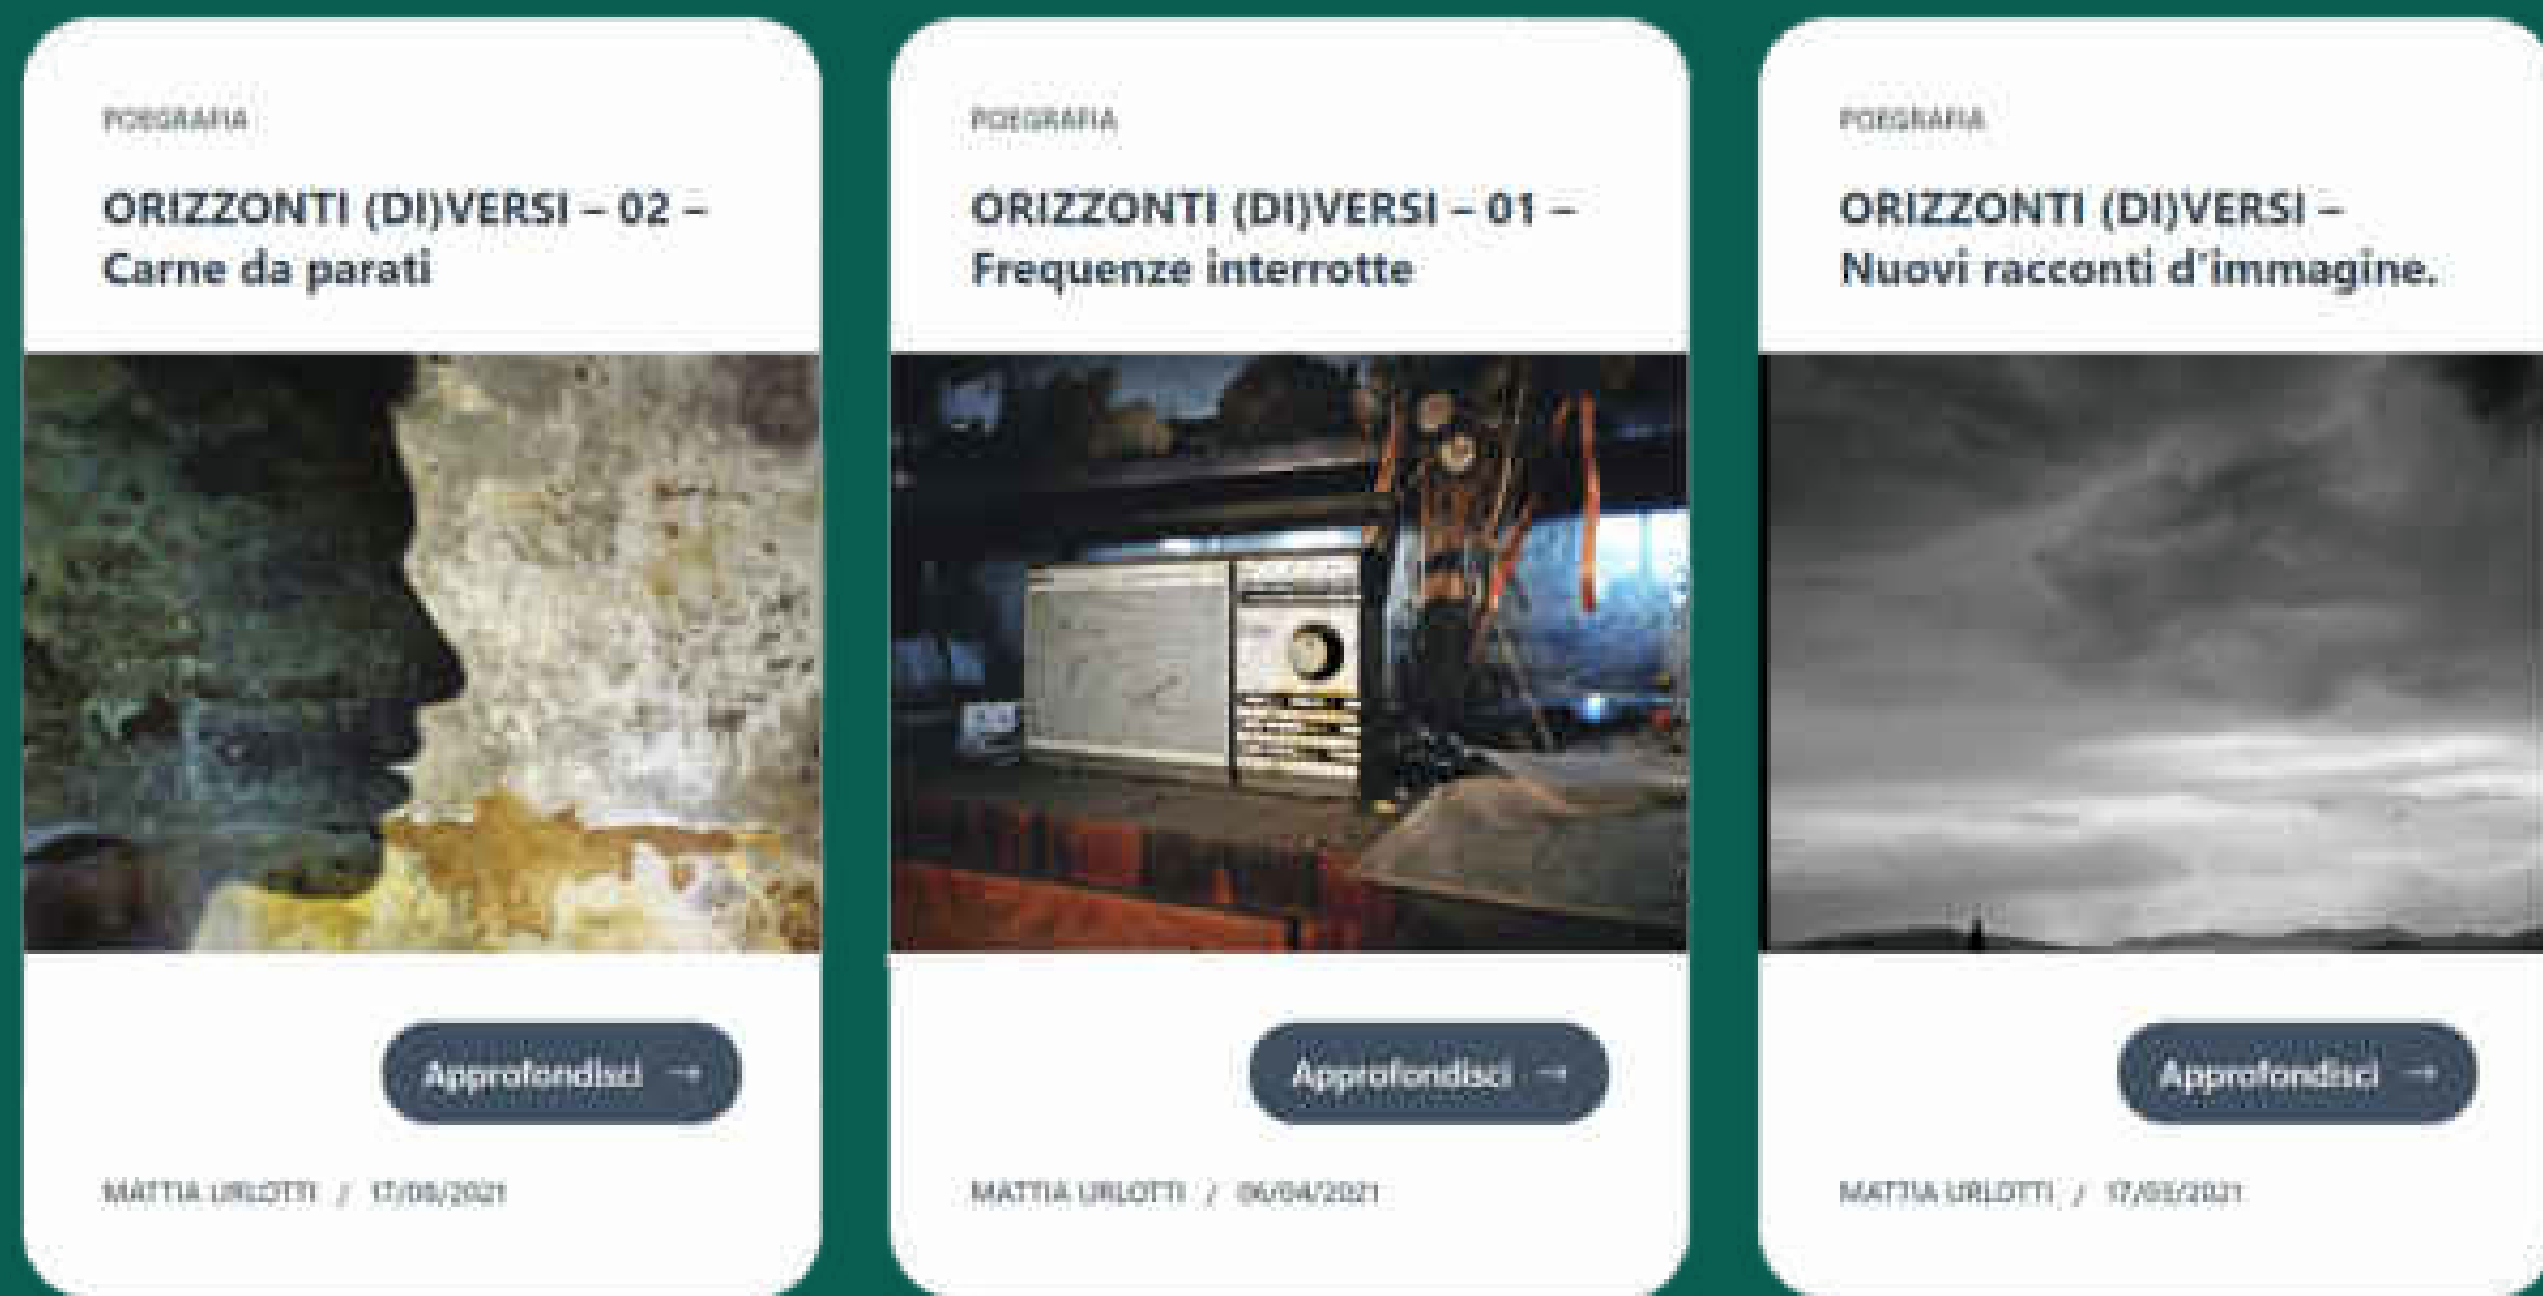 POEGRAFIA
ORIZZONTI (DI)VERSI – 02 –
Carne da parati
Approfondisci →
MATTIA URLOTTI / 17/05/2021
POEGRAFIA
ORIZZONTI (DI)VERSI – 01 –
Frequenze interrotte
Approfondisci →
MATTIA URLOTTI / 06/04/2021
POEGRAFIA
ORIZZONTI (DI)VERSI –
Nuovi racconti d'immagine.
Approfondisci →
MATTIA URLOTTI / 17/03/2021